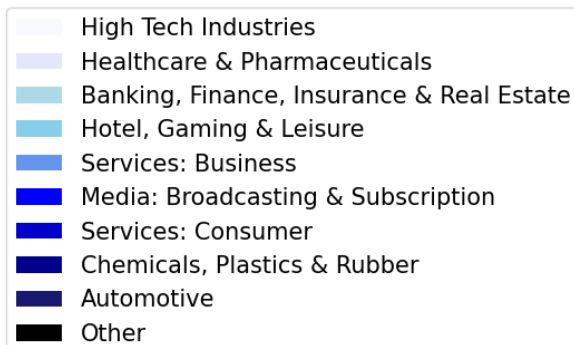 High Tech Industries
Healthcare & Pharmaceuticals
Banking, Finance, Insurance & Real Estate
Hotel, Gaming & Leisure
Services: Business
Media: Broadcasting & Subscription
Services: Consumer
Chemicals, Plastics & Rubber
Automotive
Other